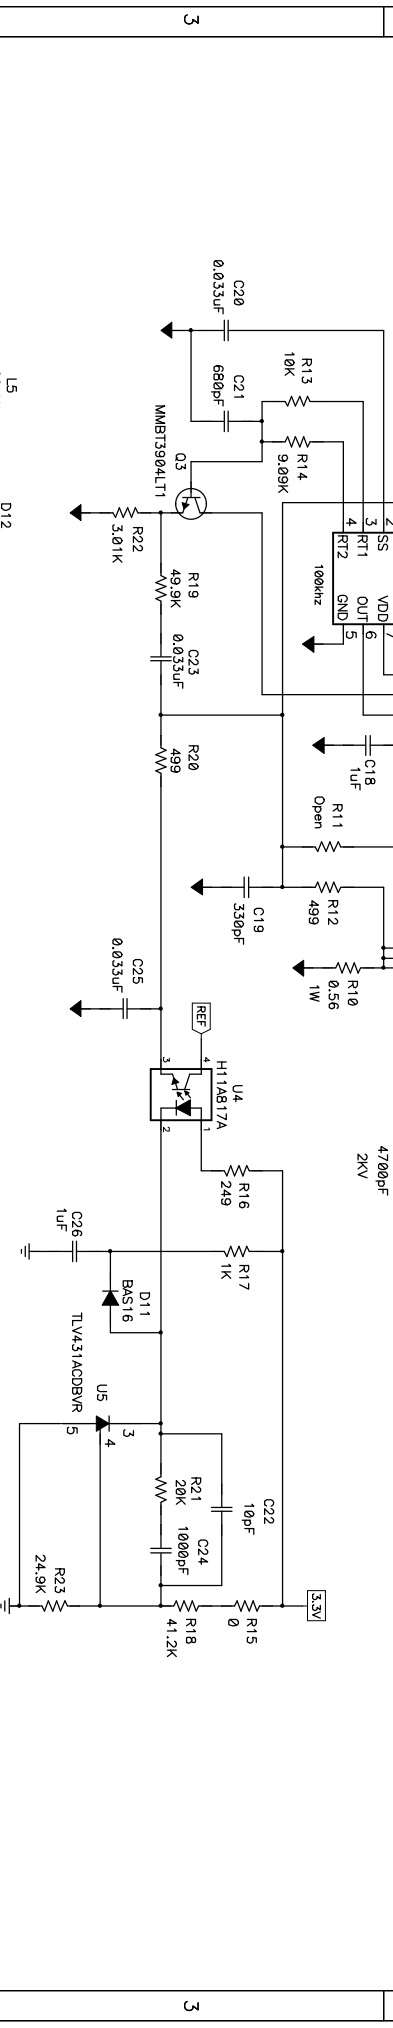 3
4700pF
2KV
2
SS
VDD
7
3
RT1
OUT
6
4
RT2
GND
5
100khz
C18
1uF
R10
0.56
1W
R11
Open
R12
499
3.3V
R13
10K
R14
9.09K
C20
0.033uF
C21
680pF
C19
330pF
R15
0
R16
249
R17
1K
C22
10pF
REF
U4
H11A817A
4
1
3
2
Q3
MMBT3904LT1
R19
49.9K
C23
0.033uF
R20
499
R21
20K
C24
1000pF
R18
41.2K
R22
3.01K
C25
0.033uF
D11
BAS16
C26
1uF
U5
TLV431ACDBVR
3
4
5
R23
24.9K
L5
D12
3